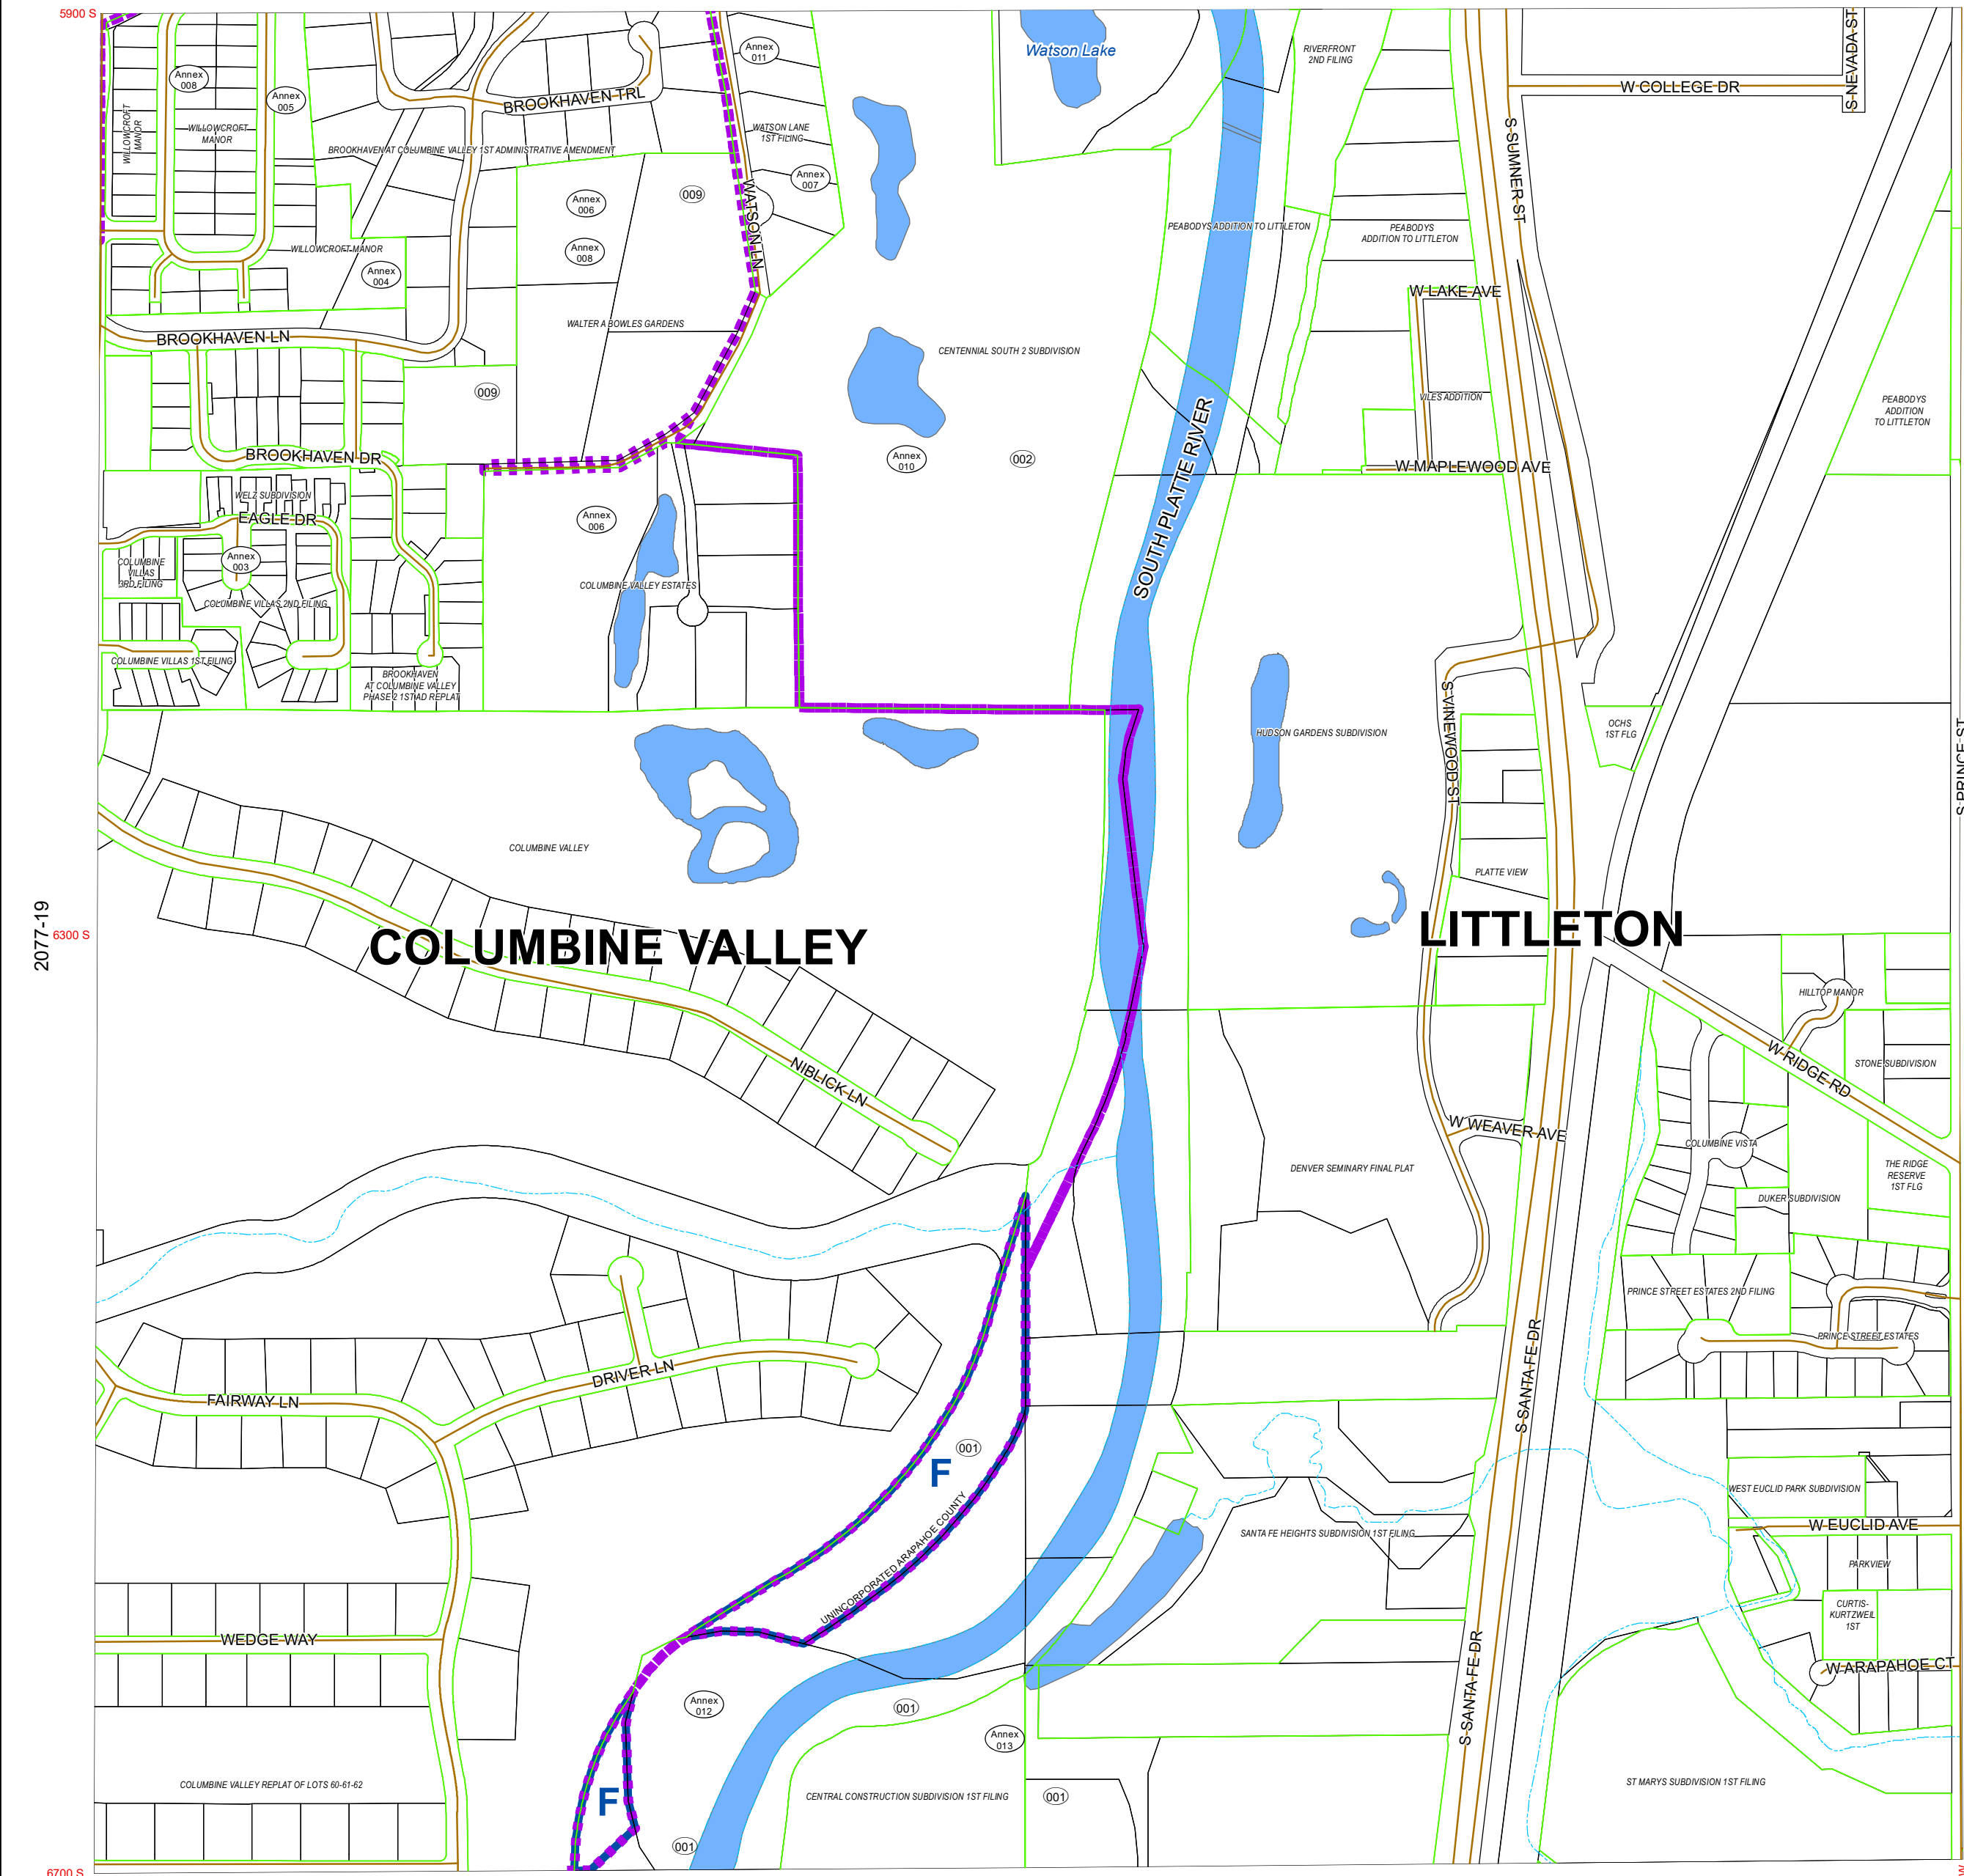 5900 S
Annex
008
Annex
005
WILLOWCROFT
MANOR
WILLOWCROFT
MANOR
BROOKHAVEN TRL
BROOKHAVEN AT COLUMBINE VALLEY 1ST ADMINISTRATIVE AMENDMENT
Annex
011
WATSON LANE
1ST FILING
Annex
007
Annex
006
009
Annex
008
WATSON LN
WILLOWCROFT MANOR
Annex
004
BROOKHAVEN LN
WALTER A BOWLES GARDENS
009
Watson Lake
RIVERFRONT
2ND FILING
W COLLEGE DR
S NEVADA ST
S SUMNER ST
PEABODYS ADDITION TO LITTLETON
PEABODYS
ADDITION TO LITTLETON
W LAKE AVE
CENTENNIAL SOUTH 2 SUBDIVISION
VILES ADDITION
PEABODYS
ADDITION
TO LITTLETON
BROOKHAVEN DR
Annex
010
002
W MAPLEWOOD AVE
SOUTH PLATTE RIVER
WELZ SUBDIVISION
EAGLE DR
Annex
003
Annex
006
COLUMBINE
VILLAS
3RD FILING
COLUMBINE VILLAS 2ND FILING
COLUMBINE VALLEY ESTATES
COLUMBINE VILLAS 1ST FILING
BROOKHAVEN
AT COLUMBINE VALLEY
PHASE 2 1ST AD REPLAT
S VINEWOOD ST
HUDSON GARDENS SUBDIVISION
OCHS
1ST FLG
S PRINCE ST
COLUMBINE VALLEY
PLATTE VIEW
2077-19
6300 S
COLUMBINE VALLEY
LITTLETON
HILLTOP MANOR
W RIDGE RD
STONE SUBDIVISION
NIBLICK LN
W WEAVER AVE
COLUMBINE VISTA
DENVER SEMINARY FINAL PLAT
THE RIDGE
RESERVE
1ST FLG
DUKER SUBDIVISION
PRINCE STREET ESTATES 2ND FILING
PRINCE STREET ESTATES
S SANTA FE DR
DRIVER LN
FAIRWAY LN
001
F
UNINCORPORATED ARAPAHOE COUNTY
WEST EUCLID PARK SUBDIVISION
SANTA FE HEIGHTS SUBDIVISION 1ST FILING
W EUCLID AVE
PARKVIEW
CURTIS-
KURTZWEIL
1ST
WEDGE WAY
W ARAPAHOE CT
S SANTA FE DR
Annex
012
001
Annex
013
COLUMBINE VALLEY REPLAT OF LOTS 60-61-62
F
CENTRAL CONSTRUCTION SUBDIVISION 1ST FILING
001
ST MARYS SUBDIVISION 1ST FILING
001
6700 S